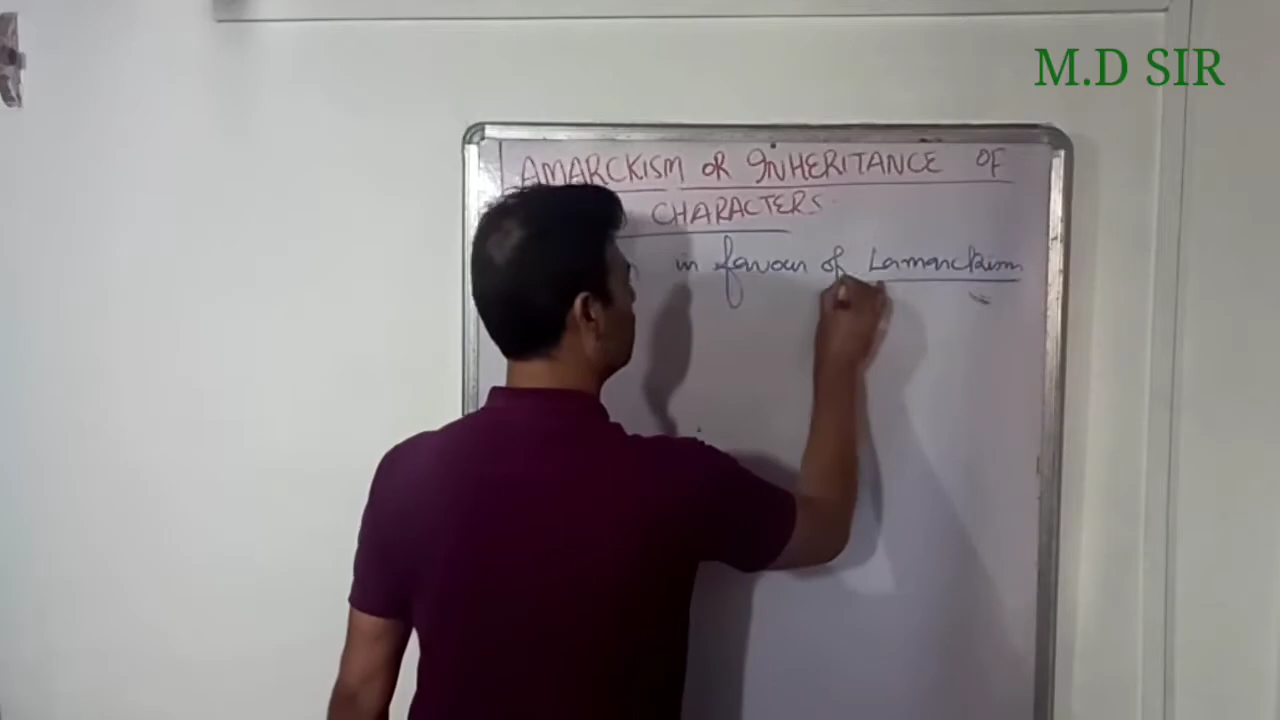 M.D SIR
AMARCKISM OR INHERITANCE OF
CHARACTERS
in favour of Lamarckism